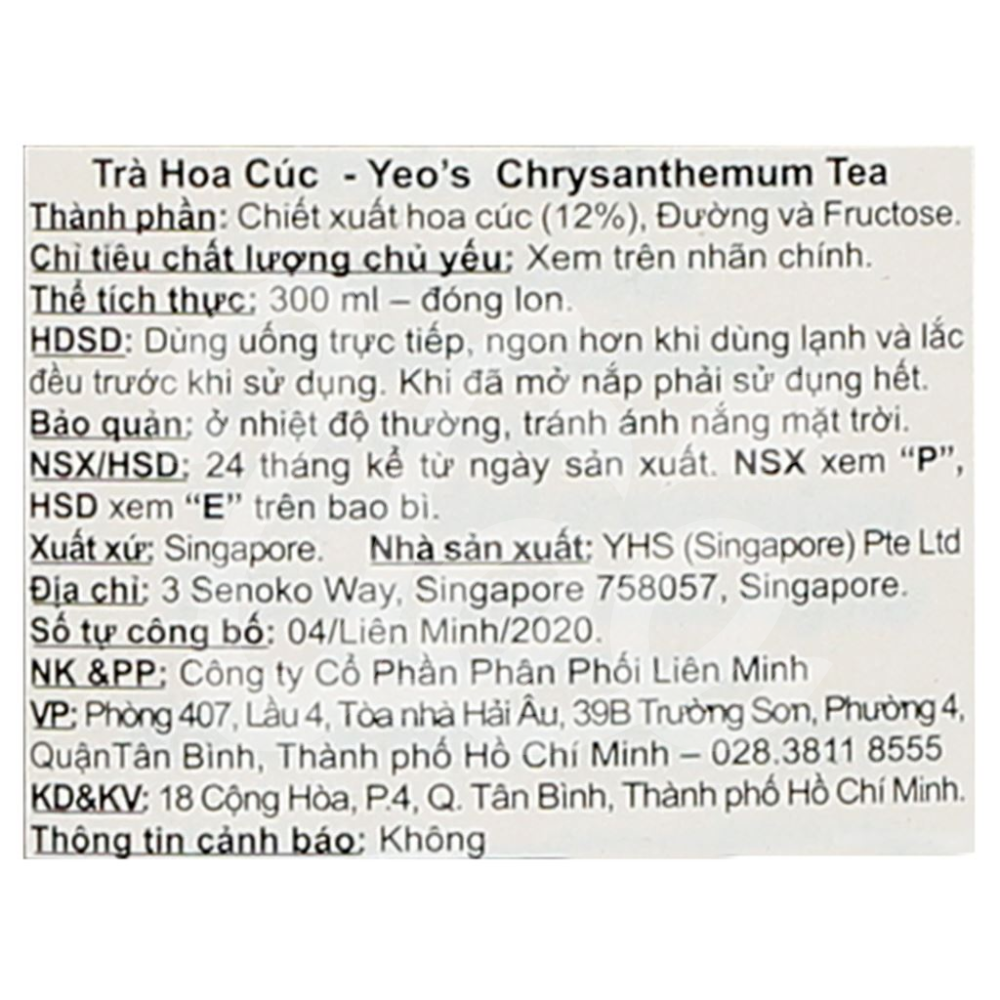 Trà Hoa Cúc - Yeo's Chrysanthemum Tea
Thành phần: Chiết xuất hoa cúc (12%), Đường và Fructose.
Chỉ tiêu chất lượng chủ yếu: Xem trên nhãn chính.
Thể tích thực: 300 ml – đóng lon.
HDSD: Dùng uống trực tiếp, ngon hơn khi dùng lạnh và lắc
đều trước khi sử dụng. Khi đã mở nắp phải sử dụng hết.
Bảo quản: ở nhiệt độ thường, tránh ánh nắng mặt trời.
NSX/HSD: 24 tháng kể từ ngày sản xuất. NSX xem “P”,
HSD xem “E” trên bao bì.
Xuất xứ: Singapore. Nhà sản xuất: YHS (Singapore) Pte Ltd
Địa chỉ: 3 Senoko Way, Singapore 758057, Singapore.
Số tự công bố: 04/Liên Minh/2020.
NK &PP: Công ty Cổ Phần Phân Phối Liên Minh
VP: Phòng 407, Lầu 4, Tòa nhà Hải Âu, 39B Trường Sơn, Phường 4,
QuậnTân Bình, Thành phố Hồ Chí Minh – 028.3811 8555
KD&KV: 18 Cộng Hòa, P.4, Q. Tân Bình, Thành phố Hồ Chí Minh.
Thông tin cảnh báo: Không